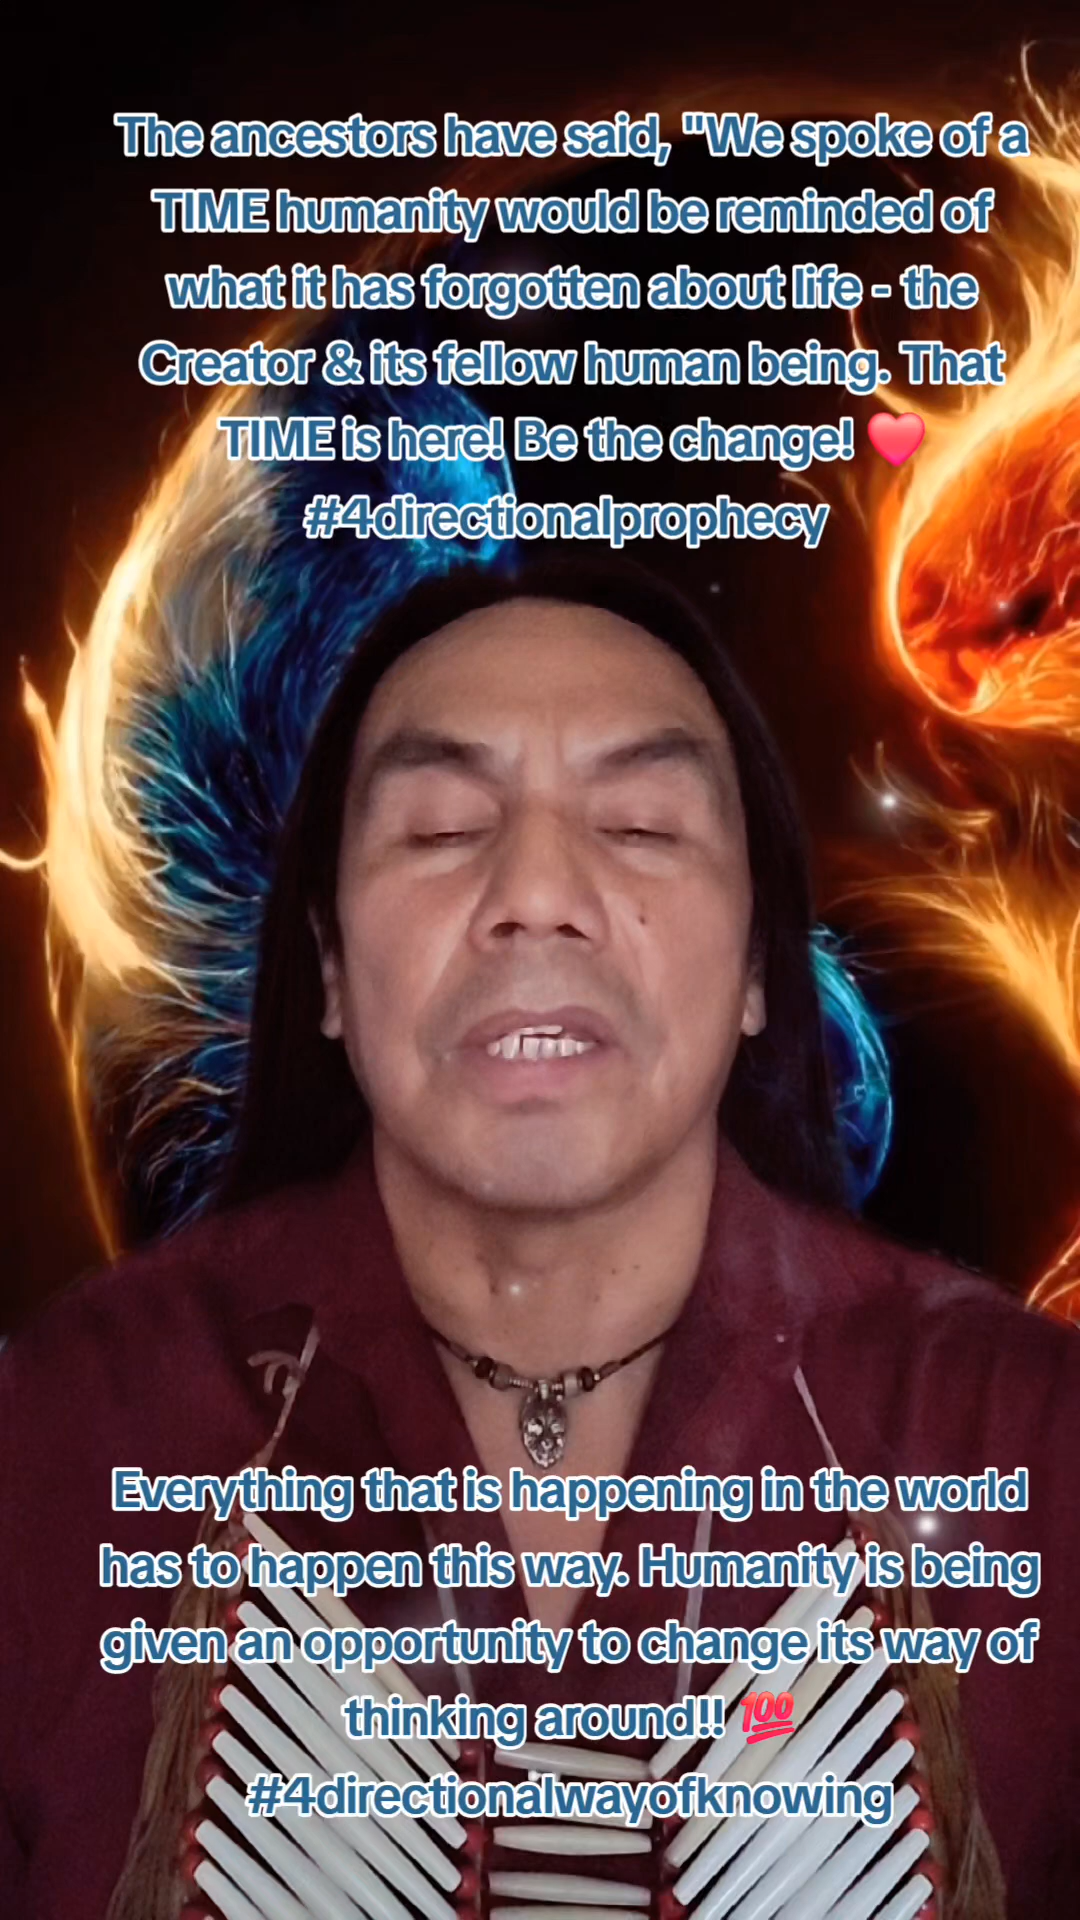 The ancestors have said, "We spoke of a
TIME humanity would be reminded of
what it has forgotten about life - the
Creator & its fellow human being. That
TIME is here! Be the change! ❤️
#4directionalprophecy
Everything that is happening in the world
has to happen this way. Humanity is being
given an opportunity to change its way of
thinking around!! 💯
#4directionalwayofknowing